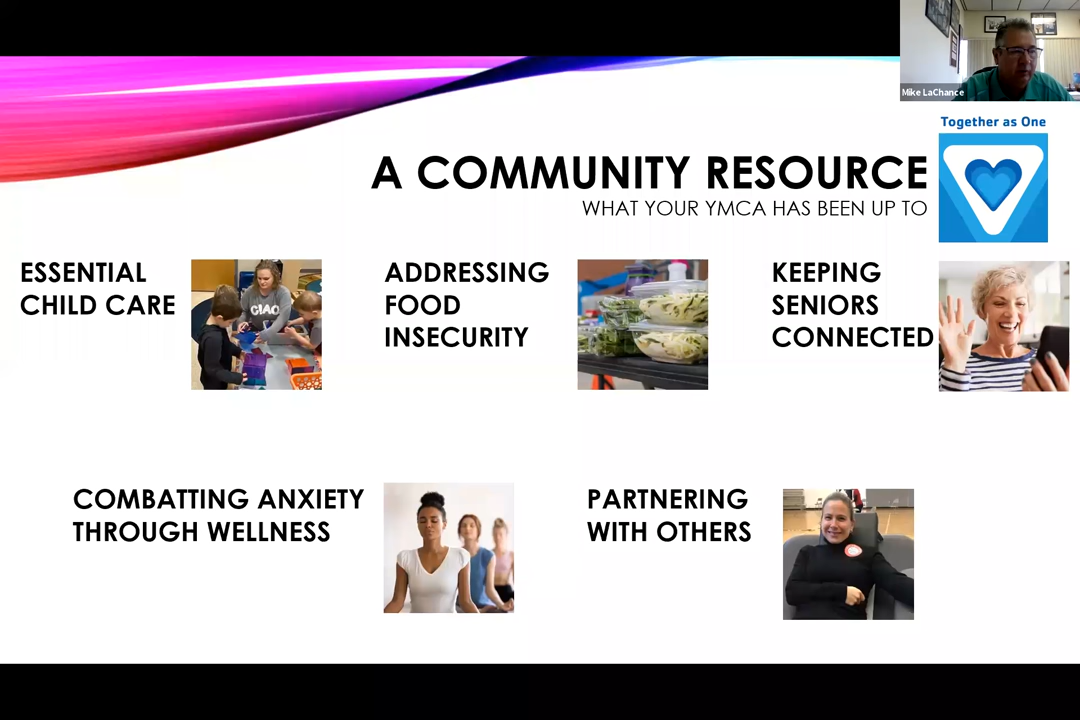 Mike LaChance
Together as One
A COMMUNITY RESOURCE
WHAT YOUR YMCA HAS BEEN UP TO
ESSENTIAL
CHILD CARE
CIAO
ADDRESSING
FOOD
INSECURITY
KEEPING
SENIORS
CONNECTED
COMBATTING ANXIETY
THROUGH WELLNESS
PARTNERING
WITH OTHERS